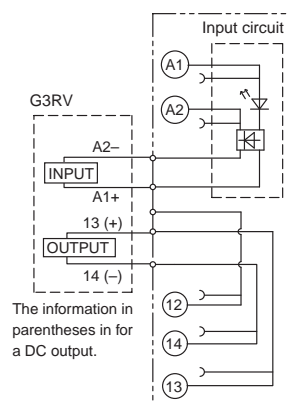 Input circuit
A1
A2
G3RV
A2–
INPUT
A1+
13 (+)
OUTPUT
14 (–)
The information in
parentheses in for
a DC output.
12
14
13